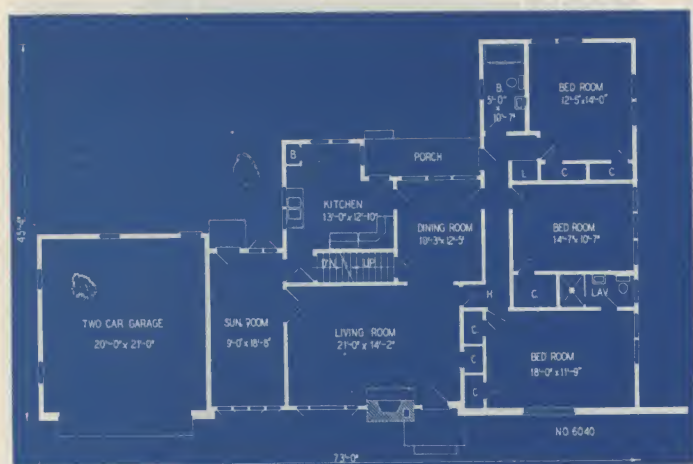 B.
5'-0"
x
10'-7"
BED ROOM
12'-5" x 14'-0"
B
PORCH
L
C
C
KITCHEN
13'-0" x 12'-10"
DINING ROOM
10'-3" x 12'-5"
BED ROOM
14'-7" x 10'-7"
45'-4"
DN.
UP
H
C
LAV.
TWO CAR GARAGE
20'-0" x 21'-0"
SUN ROOM
9'-0" x 18'-8"
LIVING ROOM
21'-0" x 14'-2"
C
C
C
BED ROOM
18'-0" x 11'-9"
NO. 6040
73'-0"